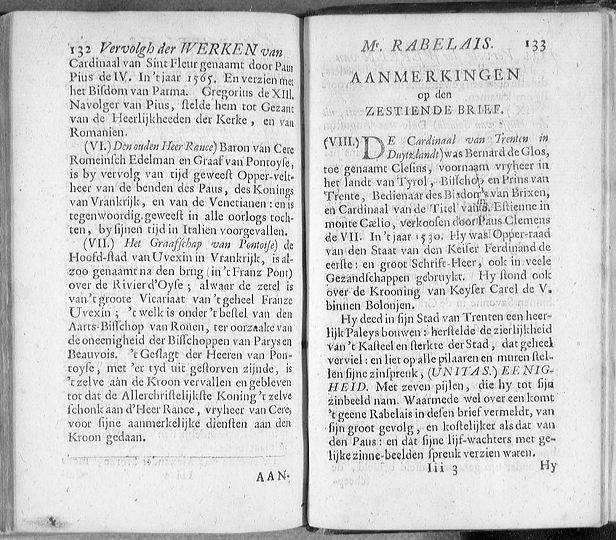 132 Vervolgh der WERKEN van
Cardinaal van Sint Fleur genaamt door Paus
Pius de IV. In 't jaar 1565. En verzien met
het Bisdom van Parma. Gregorius de XIII.
Navolger van Pius, stelde hem tot Gezant
van de Heerlijkheeden der Kerke, en van
Romanien.
(VI.) Den ouden Heer Rance) Baron van Cere
Romeinsch Edelman en Graaf van Pontoyse,
is by vervolg van tijd geweest Opper-velt-
heer van de benden des Paus, des Konings
van Vrankrijk, en van de Venetianen: en is
tegenwoordig geweest in alle oorlogs toch-
ten, by sijnen tijd in Italien voorgevallen.
(VII.) Het Graafschap van Pontoise) de
Hoofd-stad van Uvexin in Vrankrijk, is al-
zoo genaamt na den brug (in 't Franz Pont)
over de Rivier d'Oyse; alwaar de zetel is
van 't groote Vicariaat van 't geheel Franze
Uvexin; 't welk is onder 't bestel van den
Aarts-Bisschop van Rouen, ter oorzaake van
de oneenigheid der Bisschoppen van Parys en
Beauvois. 't Geslagt der Heeren van Pon-
toyse, met 'er tyd uit gestorven zijnde, is
't zelve aan de Kroon vervallen en gebleven
tot dat de Allerchristelijkste Koning 't zelve
schonk aan d'Heer Rance, vryheer van Cere,
voor sijne aanmerkelijke diensten aan den
Kroon gedaan.
AAN-
Mr. RABELAIS. 133
AANMERKINGEN
op den
ZESTIENDE BRIEF.
(VIII.) DE Cardinaal van Trenten in
Duytzlandt) was Bernard de Glos,
toe genaamt Clesius, voornaam vryheer in
het landt van Tyrol, Bisschop en Prins van
Trente, Bedienaar des Bisdoms van Brixen,
en Cardinaal van de Titel van S. Estienne in
monte Cælio, verkoosen door Paus Clemens
de VII. In 't jaar 1530. Hy was Opper-raad
van den Staat van den Keiser Ferdinand de
eerste: en groot Schrift-Heer, ook in veele
Gezandschappen gebruykt. Hy stond ook
over de Krooning van Keyser Carel de V.
binnen Bolonjen.
Hy deed in sijn Stad van Trenten een heer-
lijk Paleys bouwen: herstelde de zierlijkheid
van 't Kasteel en sterkte der Stad, dat geheel
verviel: en liet op alle pilaaren en muren stel-
len sijne zinspreuk, (UNITAS.) EENIG-
HEID. Met zeven pijlen, die hy tot sijn
zinbeeld nam. Waarmede wel over een komt
't geene Rabelais in desen brief vermeldt, van
sijn groot gevolg, en kostelijker als dat van
den Paus: en dat sijne lijf-wachters met ge-
lijke zinne-beelden spreuk verzien waren.
Iii 3 Hy